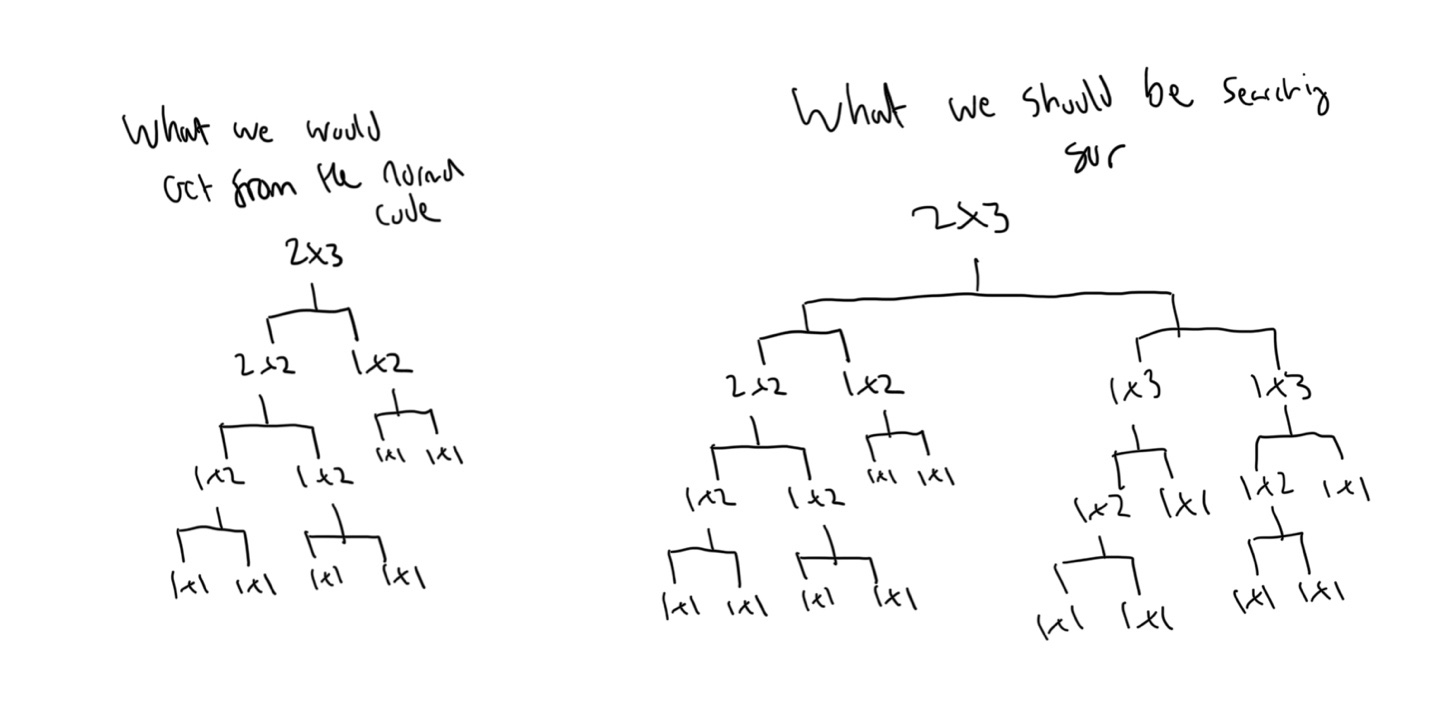 What we would
Get from the normal
code
2x3
2x2 1x2
1x2 1x2 1x1 1x1
1x1 1x1 1x1 1x1
What we should be searching
for
2x3
2x2 1x2 1x3 1x3
1x2 1x2 1x1 1x1 1x2 1x1 1x2 1x1
1x1 1x1 1x1 1x1 1x1 1x1 1x1 1x1